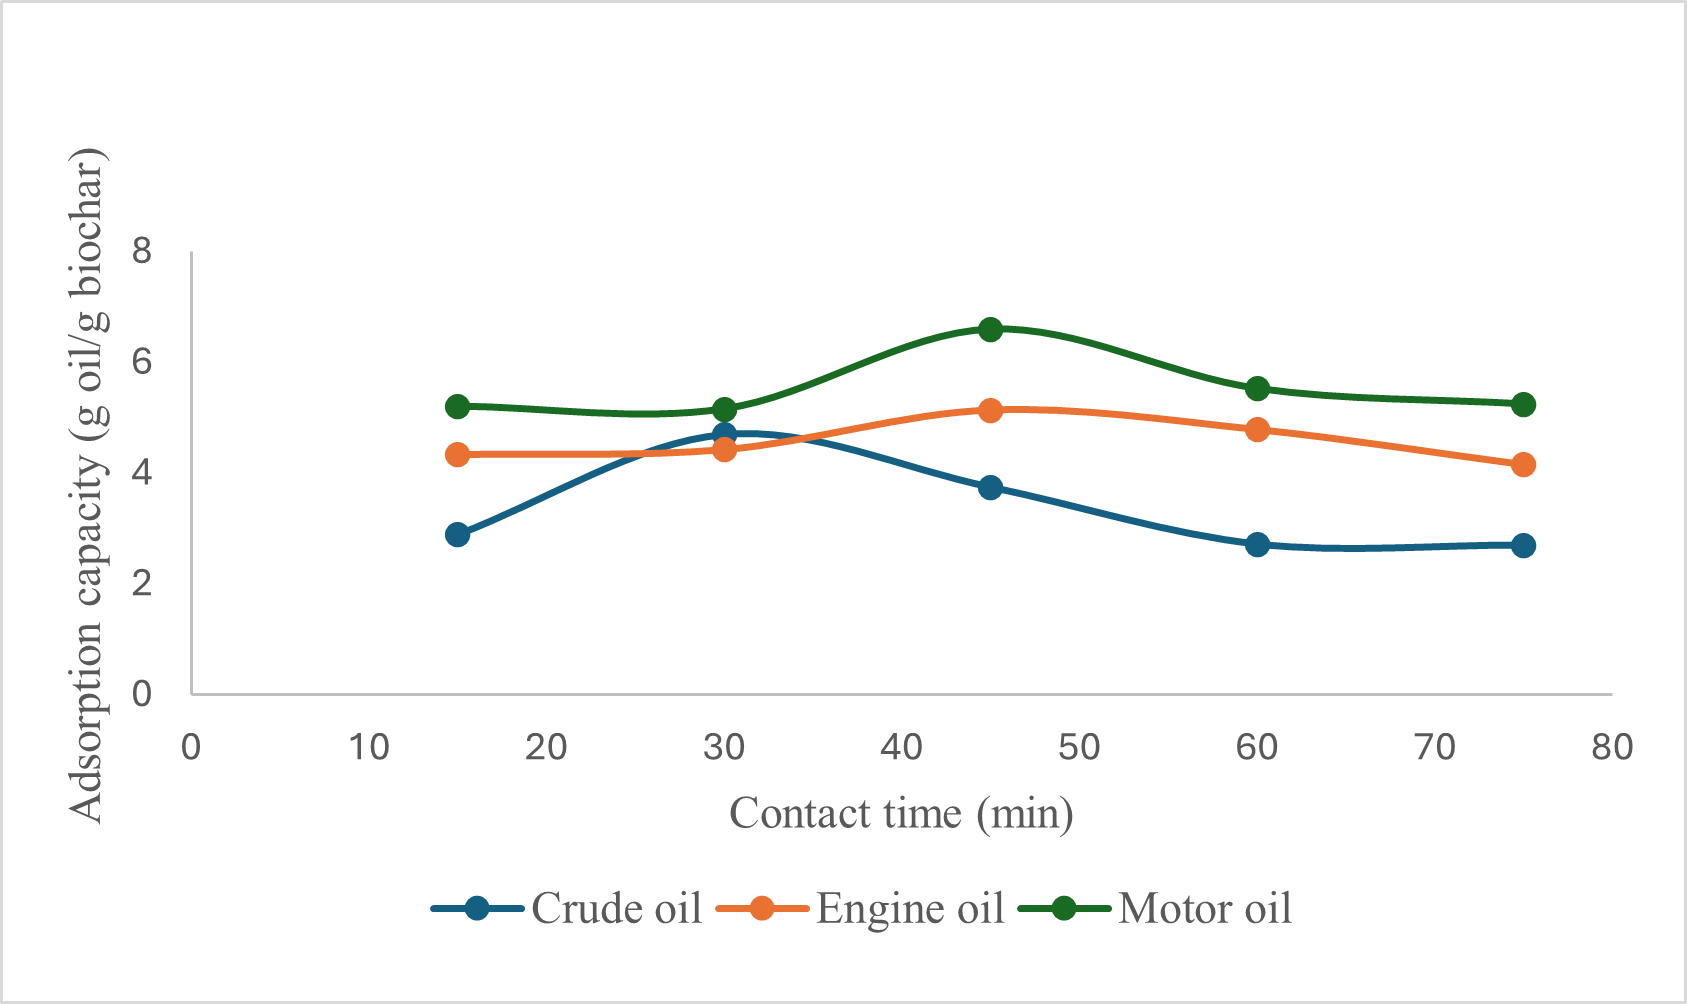 Adsorption capacity (g oil/g biochar)
8
6
4
2
0
0 10 20 30 40 50 60 70 80
Contact time (min)
Crude oil Engine oil Motor oil